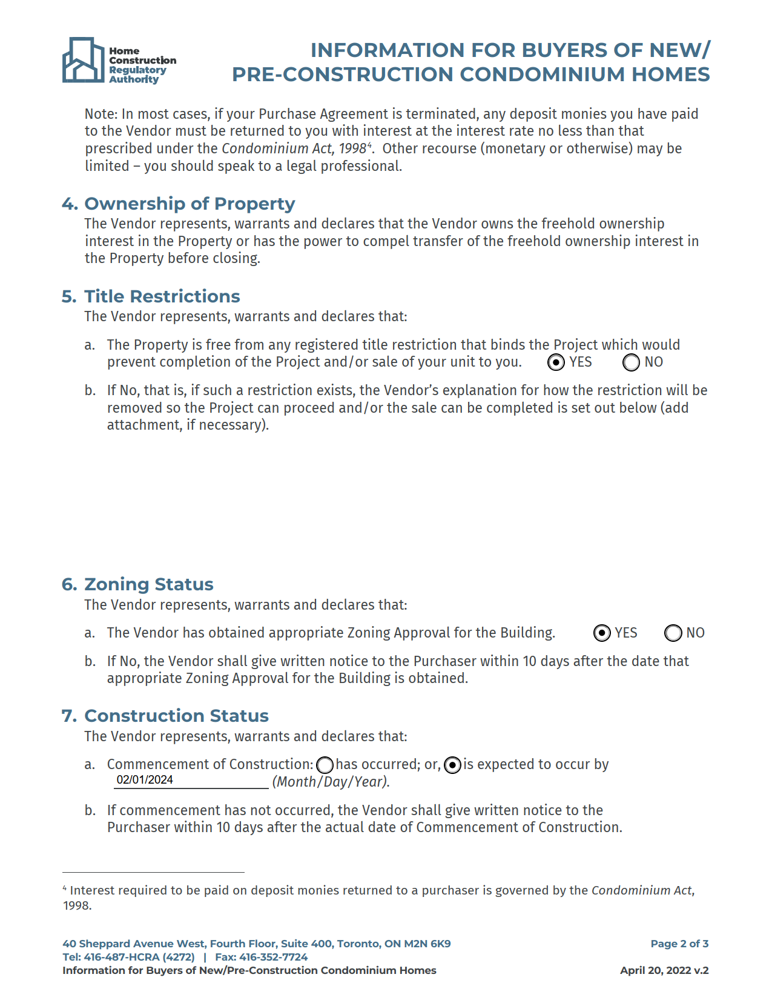 Home
Construction
Regulatory
Authority
INFORMATION FOR BUYERS OF NEW/
PRE-CONSTRUCTION CONDOMINIUM HOMES
Note: In most cases, if your Purchase Agreement is terminated, any deposit monies you have paid
to the Vendor must be returned to you with interest at the interest rate no less than that
prescribed under the Condominium Act, 1998⁴. Other recourse (monetary or otherwise) may be
limited – you should speak to a legal professional.
4. Ownership of Property
The Vendor represents, warrants and declares that the Vendor owns the freehold ownership
interest in the Property or has the power to compel transfer of the freehold ownership interest in
the Property before closing.
5. Title Restrictions
The Vendor represents, warrants and declares that:
a. The Property is free from any registered title restriction that binds the Project which would
prevent completion of the Project and/or sale of your unit to you. YES NO
b. If No, that is, if such a restriction exists, the Vendor’s explanation for how the restriction will be
removed so the Project can proceed and/or the sale can be completed is set out below (add
attachment, if necessary).
6. Zoning Status
The Vendor represents, warrants and declares that:
a. The Vendor has obtained appropriate Zoning Approval for the Building. YES NO
b. If No, the Vendor shall give written notice to the Purchaser within 10 days after the date that
appropriate Zoning Approval for the Building is obtained.
7. Construction Status
The Vendor represents, warrants and declares that:
a. Commencement of Construction: has occurred; or, is expected to occur by
02/01/2024 (Month/Day/Year).
b. If commencement has not occurred, the Vendor shall give written notice to the
Purchaser within 10 days after the actual date of Commencement of Construction.
⁴ Interest required to be paid on deposit monies returned to a purchaser is governed by the Condominium Act,
1998.
40 Sheppard Avenue West, Fourth Floor, Suite 400, Toronto, ON M2N 6K9 Page 2 of 3
Tel: 416-487-HCRA (4272) | Fax: 416-352-7724
Information for Buyers of New/Pre-Construction Condominium Homes April 20, 2022 v.2